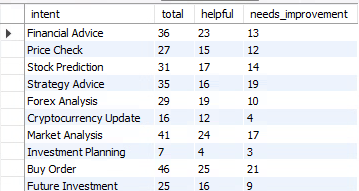 intent total helpful needs_improvement
Financial Advice 36 23 13
Price Check 27 15 12
Stock Prediction 31 17 14
Strategy Advice 35 16 19
Forex Analysis 29 19 10
Cryptocurrency Update 16 12 4
Market Analysis 41 24 17
Investment Planning 7 4 3
Buy Order 46 25 21
Future Investment 25 16 9